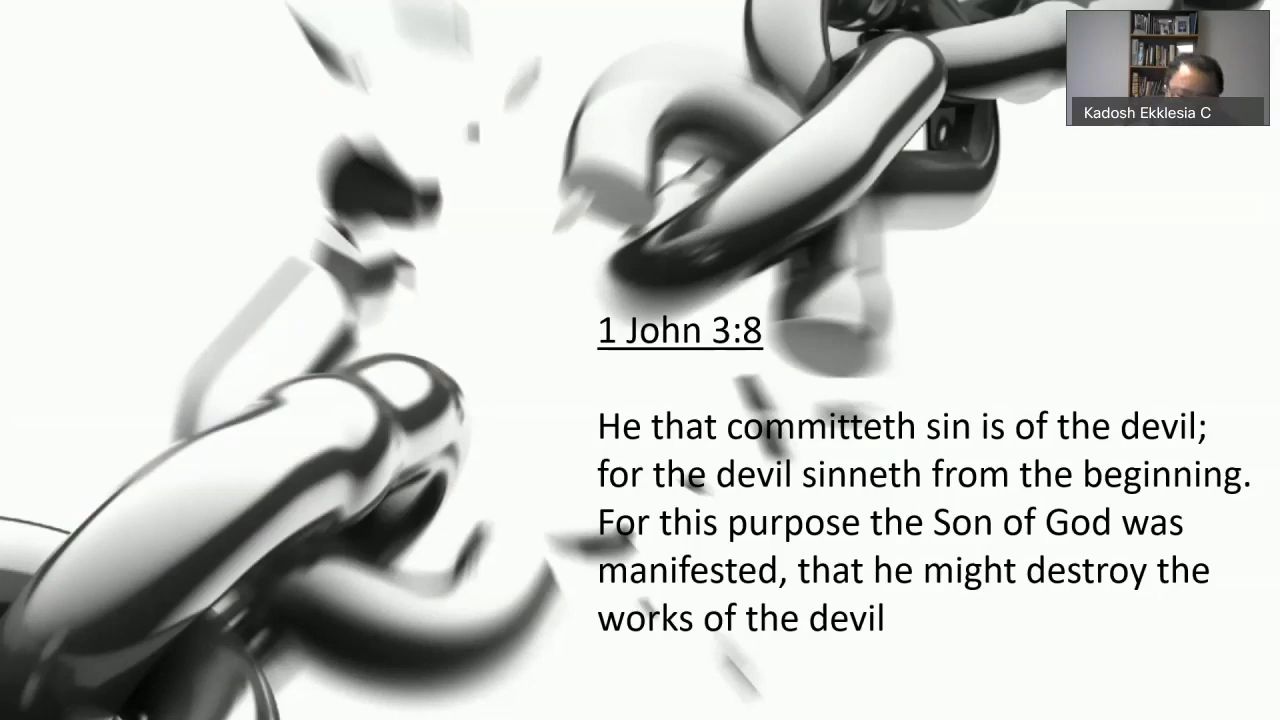 Kadosh Ekklesia C
1 John 3:8
He that committeth sin is of the devil;
for the devil sinneth from the beginning.
For this purpose the Son of God was
manifested, that he might destroy the
works of the devil